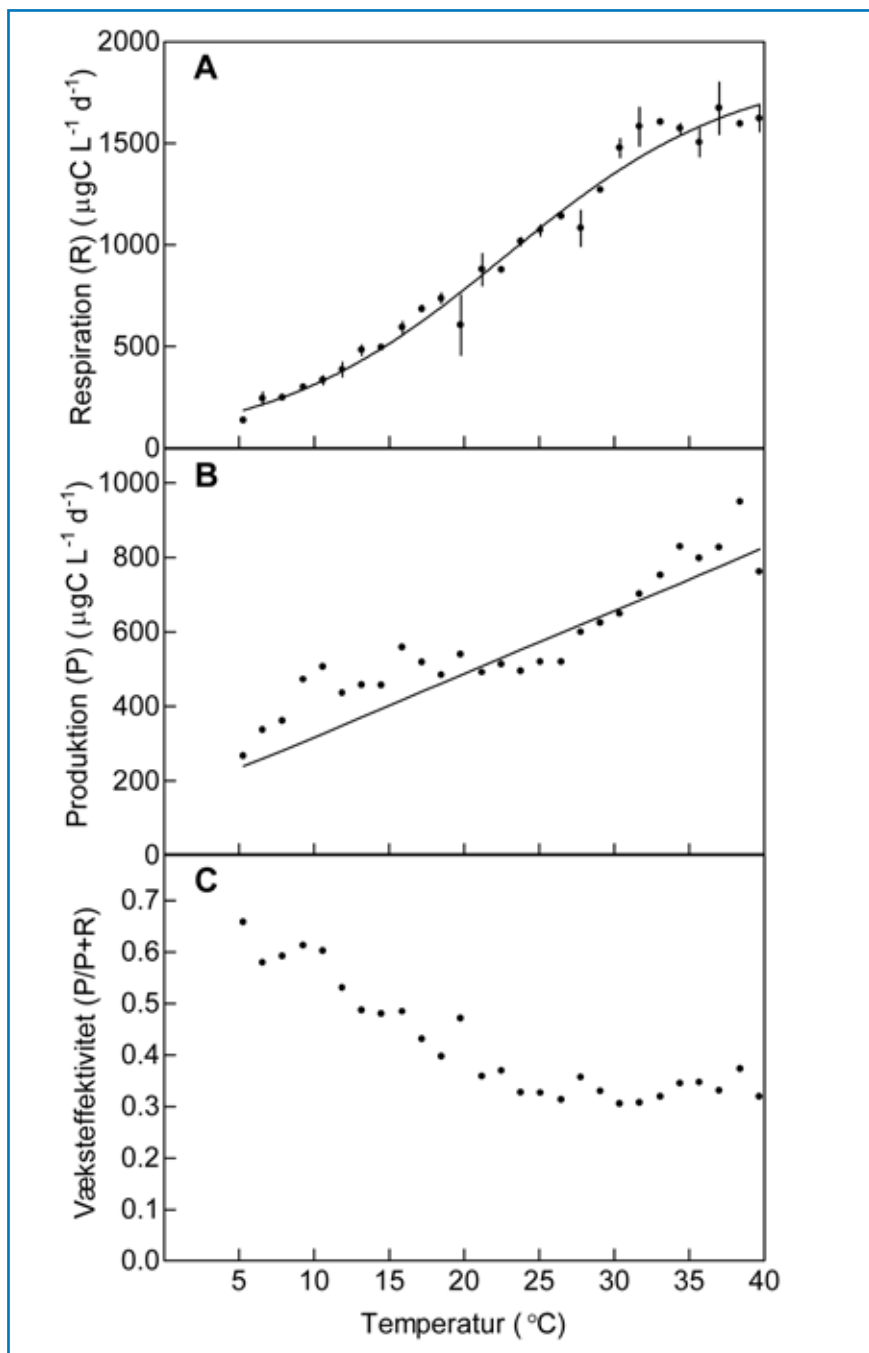 A
Respiration (R) (µgC L⁻¹ d⁻¹)
2000
1500
1000
500
0
B
Produktion (P) (µgC L⁻¹ d⁻¹)
1000
800
600
400
200
0
C
Væksteffektivitet (P/P+R)
0.7
0.6
0.5
0.4
0.3
0.2
0.1
0.0
5 10 15 20 25 30 35 40
Temperatur ( °C)